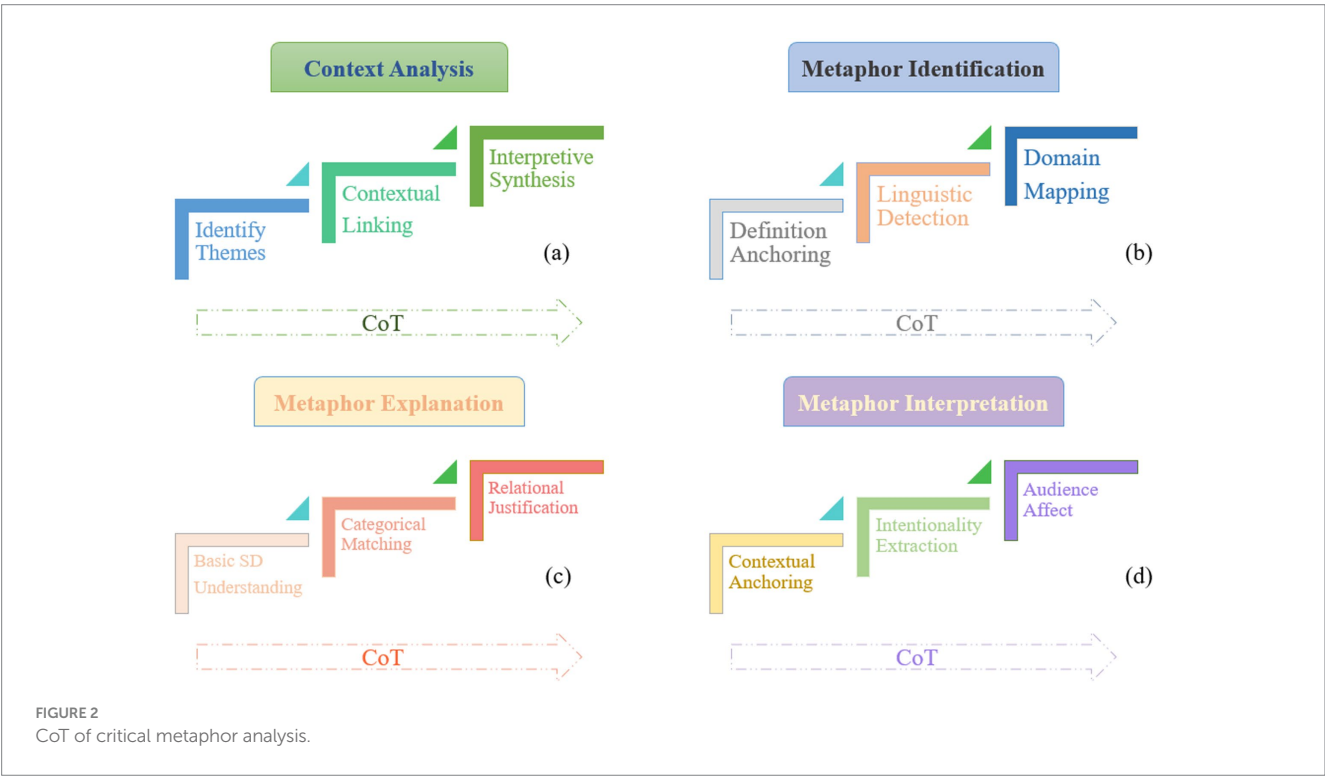 Context Analysis
Identify
Themes
Contextual
Linking
Interpretive
Synthesis
(a)
CoT
Metaphor Identification
Definition
Anchoring
Linguistic
Detection
Domain
Mapping
(b)
CoT
Metaphor Explanation
Basic SD
Understanding
Categorical
Matching
Relational
Justification
(c)
CoT
Metaphor Interpretation
Contextual
Anchoring
Intentionality
Extraction
Audience
Affect
(d)
CoT
FIGURE 2
CoT of critical metaphor analysis.